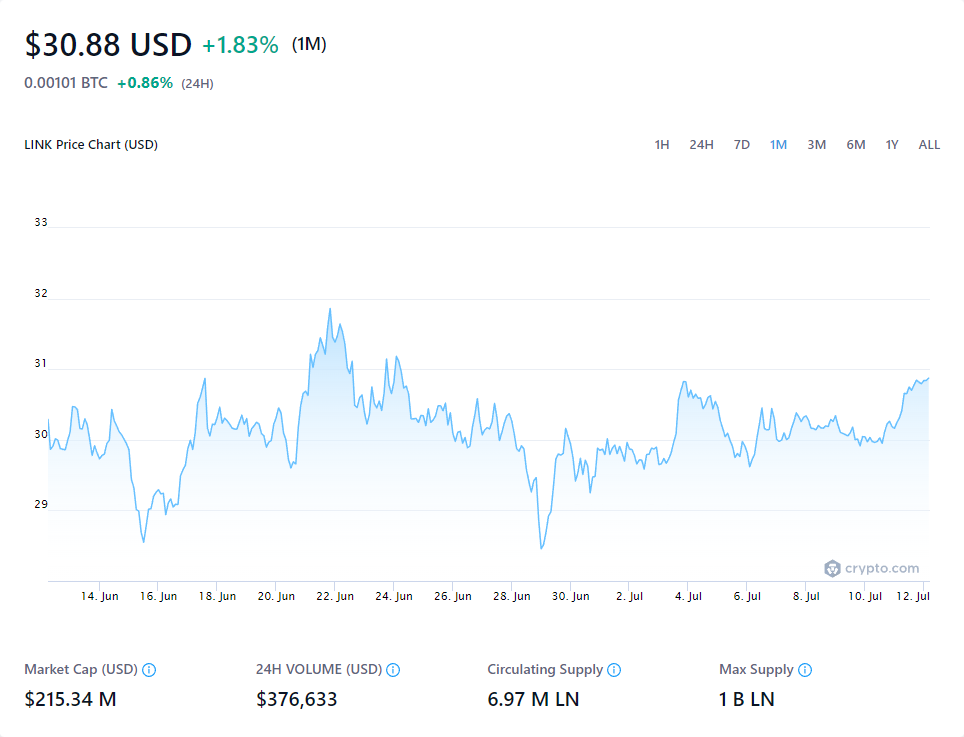 $30.88 USD +1.83% (1M)
0.00101 BTC +0.86% (24H)
LINK Price Chart (USD) 1H 24H 7D 1M 3M 6M 1Y ALL
33
32
31
30
29
crypto.com
14. Jun 16. Jun 18. Jun 20. Jun 22. Jun 24. Jun 26. Jun 28. Jun 30. Jun 2. Jul 4. Jul 6. Jul 8. Jul 10. Jul 12. Jul
Market Cap (USD) 24H VOLUME (USD) Circulating Supply Max Supply
$215.34 M $376,633 6.97 M LN 1 B LN